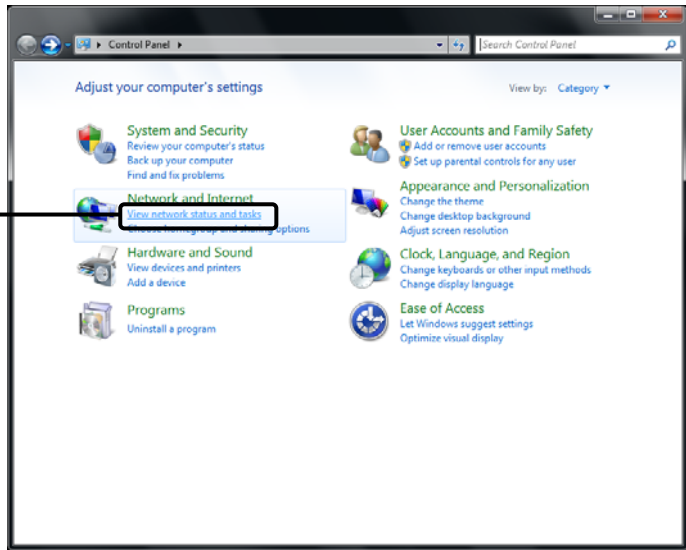 Control Panel
Search Control Panel
Adjust your computer's settings
View by: Category
System and Security
Review your computer's status
Back up your computer
Find and fix problems
Network and Internet
View network status and tasks
Choose homegroup and sharing options
Hardware and Sound
View devices and printers
Add a device
Programs
Uninstall a program
User Accounts and Family Safety
Add or remove user accounts
Set up parental controls for any user
Appearance and Personalization
Change the theme
Change desktop background
Adjust screen resolution
Clock, Language, and Region
Change keyboards or other input methods
Change display language
Ease of Access
Let Windows suggest settings
Optimize visual display